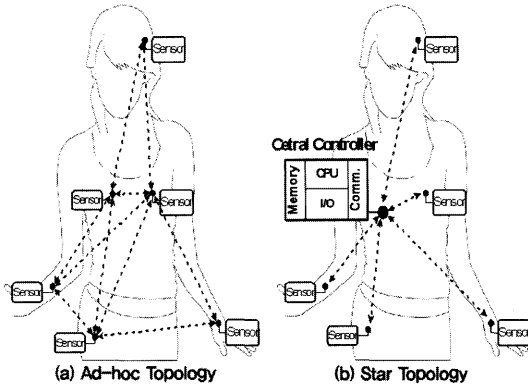 Sensor
Sensor
Sensor
Sensor
Sensor
Sensor
(a) Ad-hoc Topology
Sensor
Cetral Controller
Memory
CPU
I/O
Comm.
Sensor
Sensor
Sensor
Sensor
(b) Star Topology